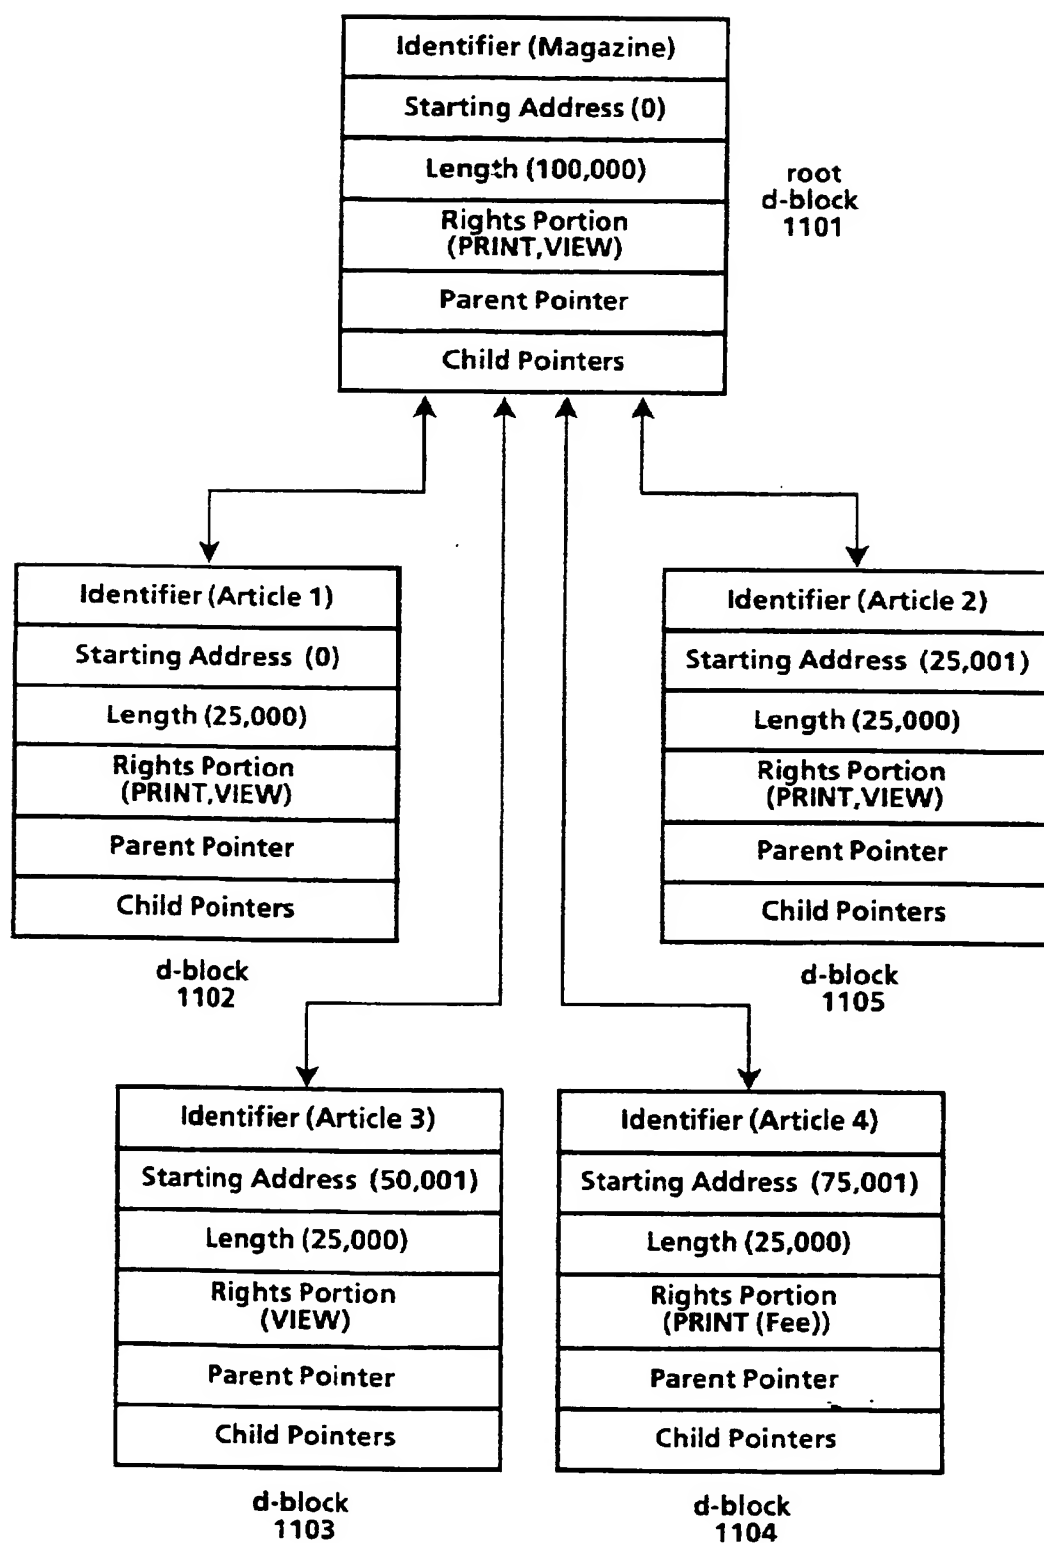 Identifier (Magazine)
Starting Address (0)
Length (100,000)
Rights Portion
(PRINT,VIEW)
Parent Pointer
Child Pointers
root
d-block
1101
Identifier (Article 1)
Starting Address (0)
Length (25,000)
Rights Portion
(PRINT,VIEW)
Parent Pointer
Child Pointers
d-block
1102
Identifier (Article 2)
Starting Address (25,001)
Length (25,000)
Rights Portion
(PRINT,VIEW)
Parent Pointer
Child Pointers
d-block
1105
Identifier (Article 3)
Starting Address (50,001)
Length (25,000)
Rights Portion
(VIEW)
Parent Pointer
Child Pointers
d-block
1103
Identifier (Article 4)
Starting Address (75,001)
Length (25,000)
Rights Portion
(PRINT (Fee))
Parent Pointer
Child Pointers
d-block
1104